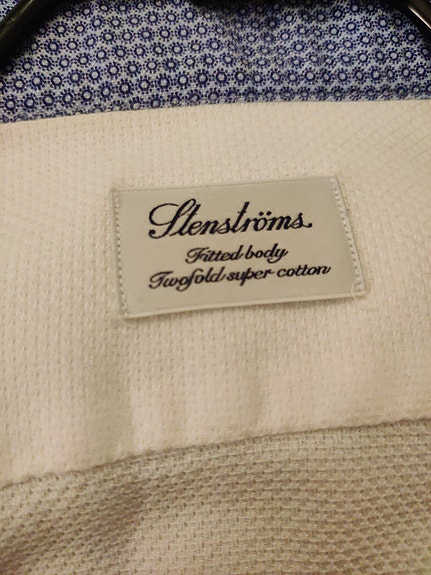 Stenströms
Fitted body
Twofold super cotton